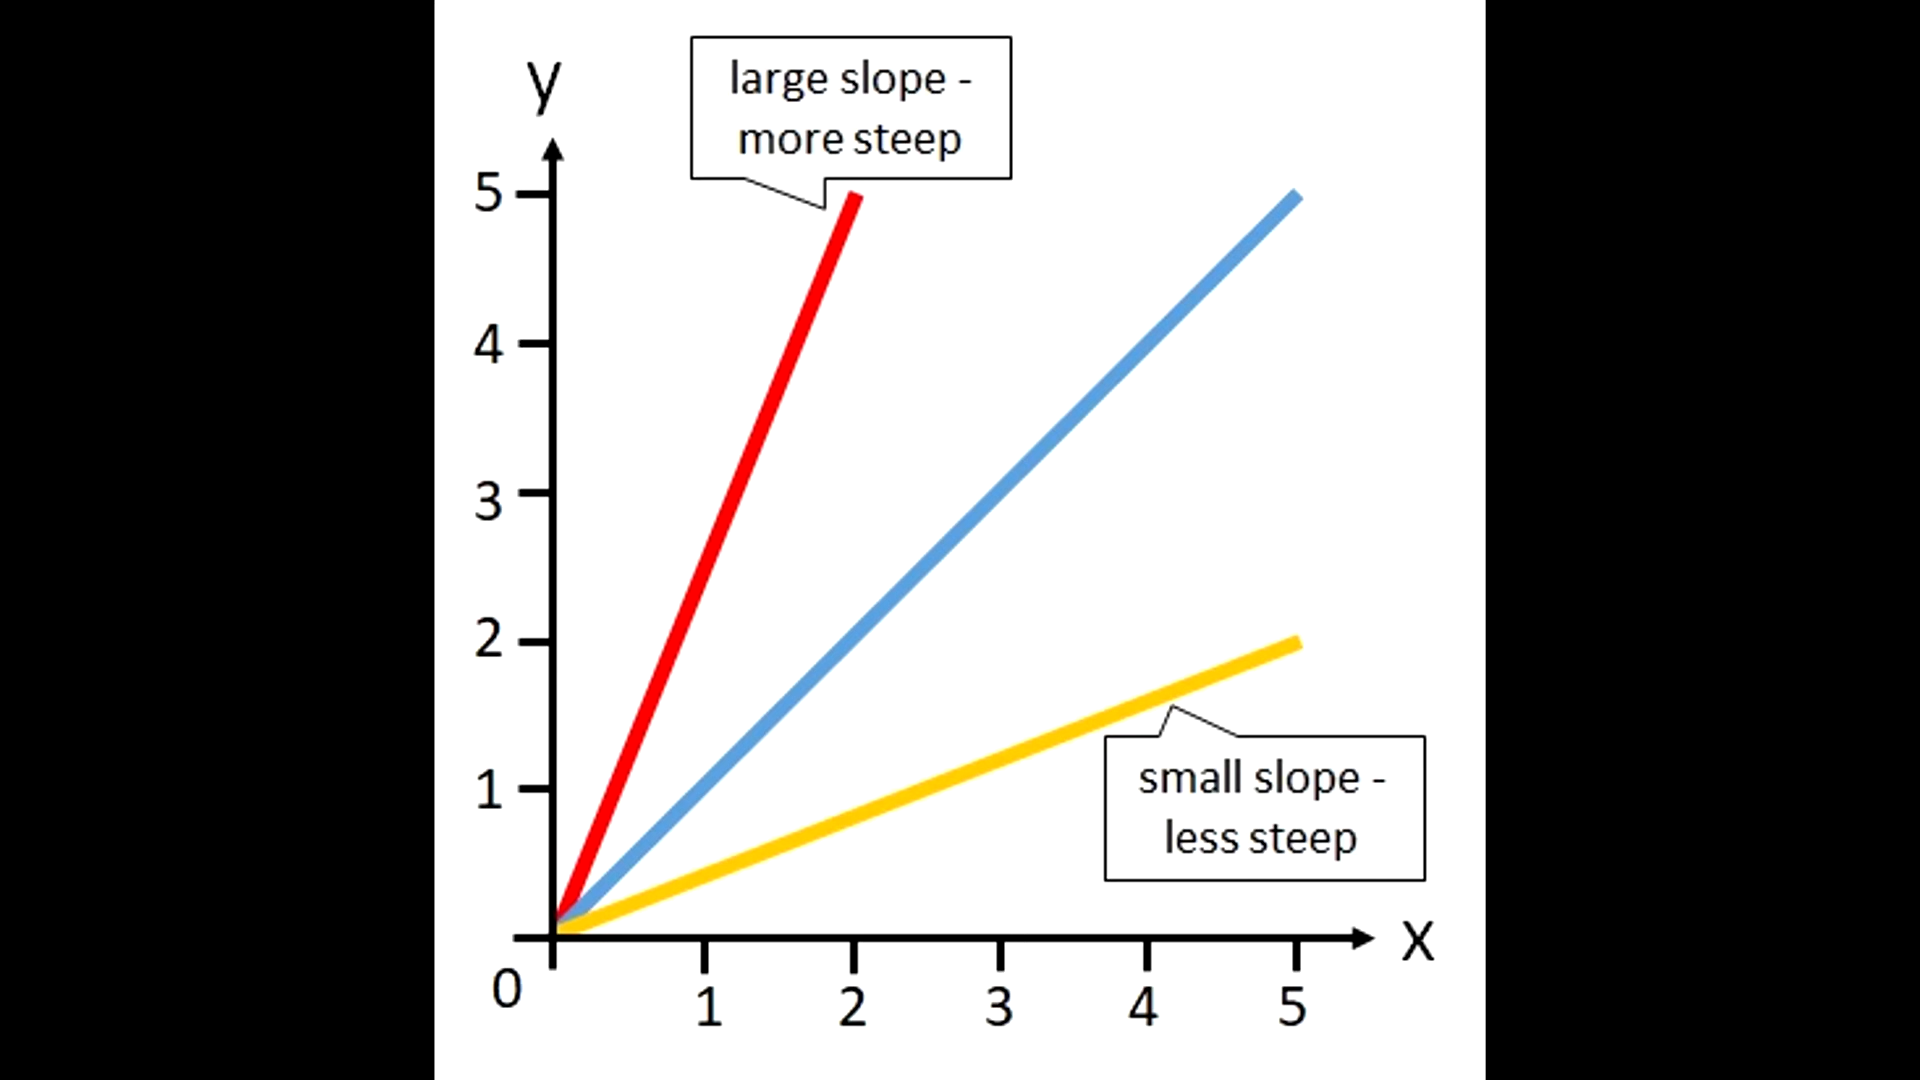 y
large slope -
more steep
5
4
3
2
1
small slope -
less steep
x
0
1 2 3 4 5